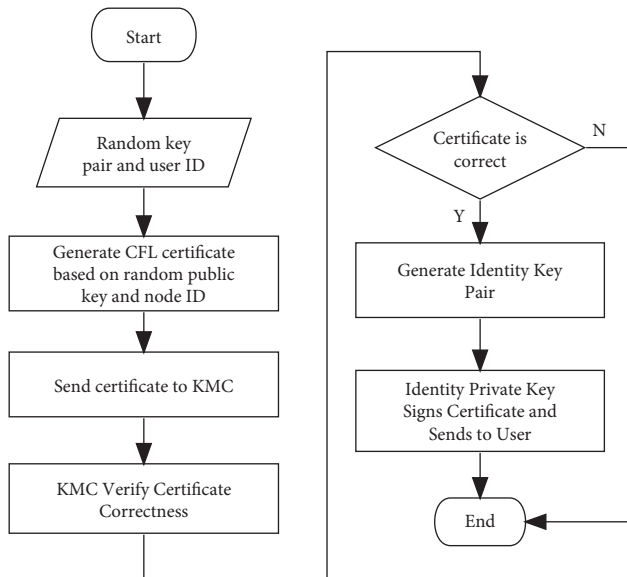 Start
Random key
pair and user ID
Generate CFL certificate
based on random public
key and node ID
Send certificate to KMC
KMC Verify Certificate
Correctness
Certificate is
correct
N
Y
Generate Identity Key
Pair
Identity Private Key
Signs Certificate and
Sends to User
End